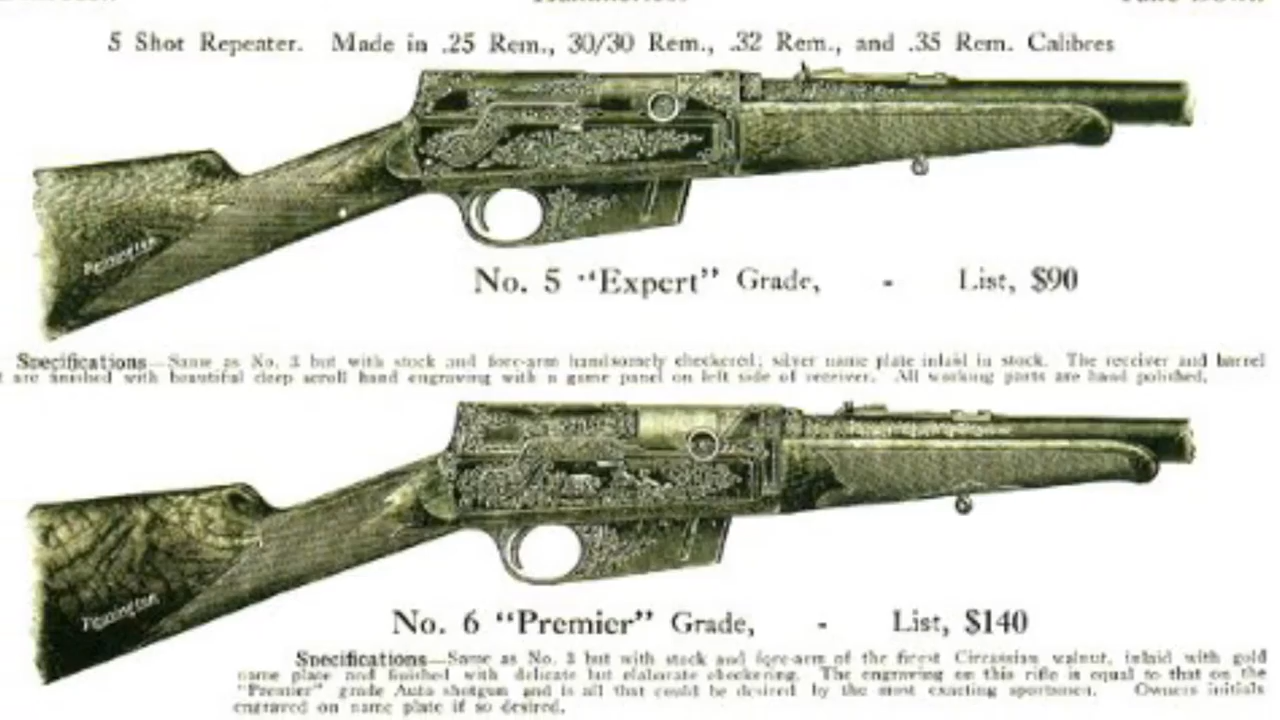 5 Shot Repeater. Made in .25 Rem., 30/30 Rem., .32 Rem., and .35 Rem. Calibres
Remington
No. 5 "Expert" Grade, - List, $90
Specifications—Same as No. 3 but with stock and fore-arm handsomely checkered; silver name plate inlaid in stock. The receiver and barrel
are finished with beautiful deep scroll hand engraving with a game panel on left side of receiver. All working parts are hand polished.
Remington
No. 6 "Premier" Grade, - List, $140
Specifications—Same as No. 3 but with stock and fore-arm of the finest Circassian walnut, inlaid with gold
name plate and finished with delicate but elaborate checkering. The engraving on this rifle is equal to that on the
"Premier" grade Auto shotgun and is all that could be desired by the most exacting sportsmen. Owners initials
engraved on name plate if so desired.